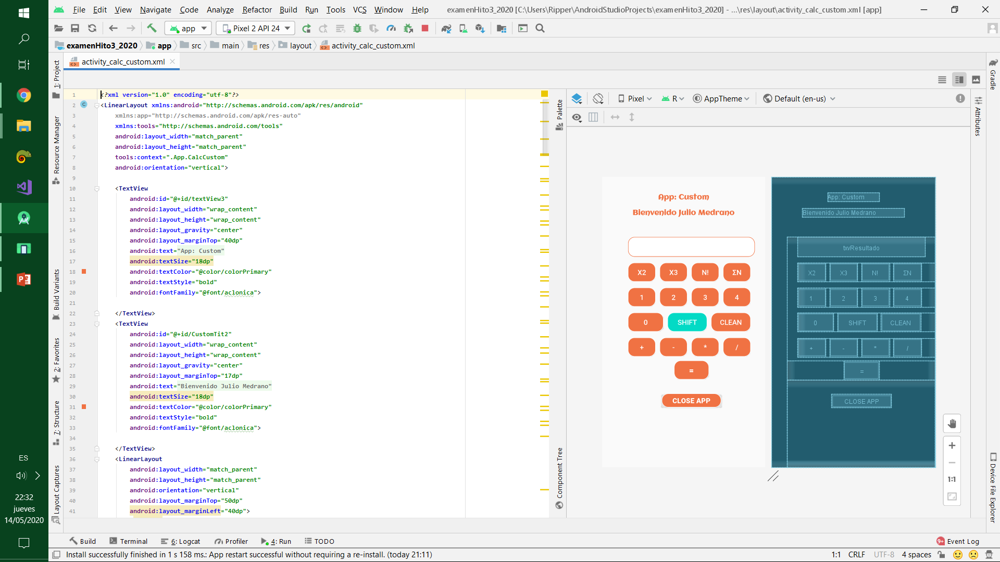 File Edit View Navigate Code Analyze Refactor Build Run Tools VCS Window Help examenHito3_2020 [C:\Users\Ripper\AndroidStudioProjects\examenHito3_2020] - ...\res\layout\activity_calc_custom.xml [app]
app Pixel 2 API 24
examenHito3_2020 app src main res layout activity_calc_custom.xml
activity_calc_custom.xml
1: Project
Resource Manager
Build Variants
2: Favorites
7: Structure
Layout Captures
1 <?xml version="1.0" encoding="utf-8"?>
2 <LinearLayout xmlns:android="http://schemas.android.com/apk/res/android"
3 xmlns:app="http://schemas.android.com/apk/res-auto"
4 xmlns:tools="http://schemas.android.com/tools"
5 android:layout_width="match_parent"
6 android:layout_height="match_parent"
7 tools:context=".App.CalcCustom"
8 android:orientation="vertical">
9
10 <TextView
11 android:id="@+id/textView3"
12 android:layout_width="wrap_content"
13 android:layout_height="wrap_content"
14 android:layout_gravity="center"
15 android:layout_marginTop="40dp"
16 android:text="App: Custom"
17 android:textSize="18dp"
18 android:textColor="@color/colorPrimary"
19 android:textStyle="bold"
20 android:fontFamily="@font/aclonica">
21
22 </TextView>
23 <TextView
24 android:id="@+id/CustomTit2"
25 android:layout_width="wrap_content"
26 android:layout_height="wrap_content"
27 android:layout_gravity="center"
28 android:layout_marginTop="17dp"
29 android:text="Bienvenido Julio Medrano"
30 android:textSize="18dp"
31 android:textColor="@color/colorPrimary"
32 android:textStyle="bold"
33 android:fontFamily="@font/aclonica">
34
35 </TextView>
36 <LinearLayout
37 android:layout_width="match_parent"
38 android:layout_height="match_parent"
39 android:orientation="vertical"
40 android:layout_marginTop="50dp"
41 android:layout_marginLeft="40dp">
Palette
Component Tree
Pixel R AppTheme Default (en-us)
App: Custom
Bienvenido Julio Medrano
X2 X3 N! ΣN
1 2 3 4
0 SHIFT CLEAN
+ - * /
=
CLOSE APP
App: Custom
Bienvenido Julio Medrano
txvResultado
X2 X3 N! ΣN
1 2 3 4
0 SHIFT CLEAN
+ - * /
=
CLOSE APP
1:1
Gradle
Attributes
Device File Explorer
ES
22:32
jueves
14/05/2020
Build Terminal 6: Logcat Profiler 4: Run TODO 9+ Event Log
Install successfully finished in 1 s 158 ms.: App restart successful without requiring a re-install. (today 21:11) 1:1 CRLF UTF-8 4 spaces